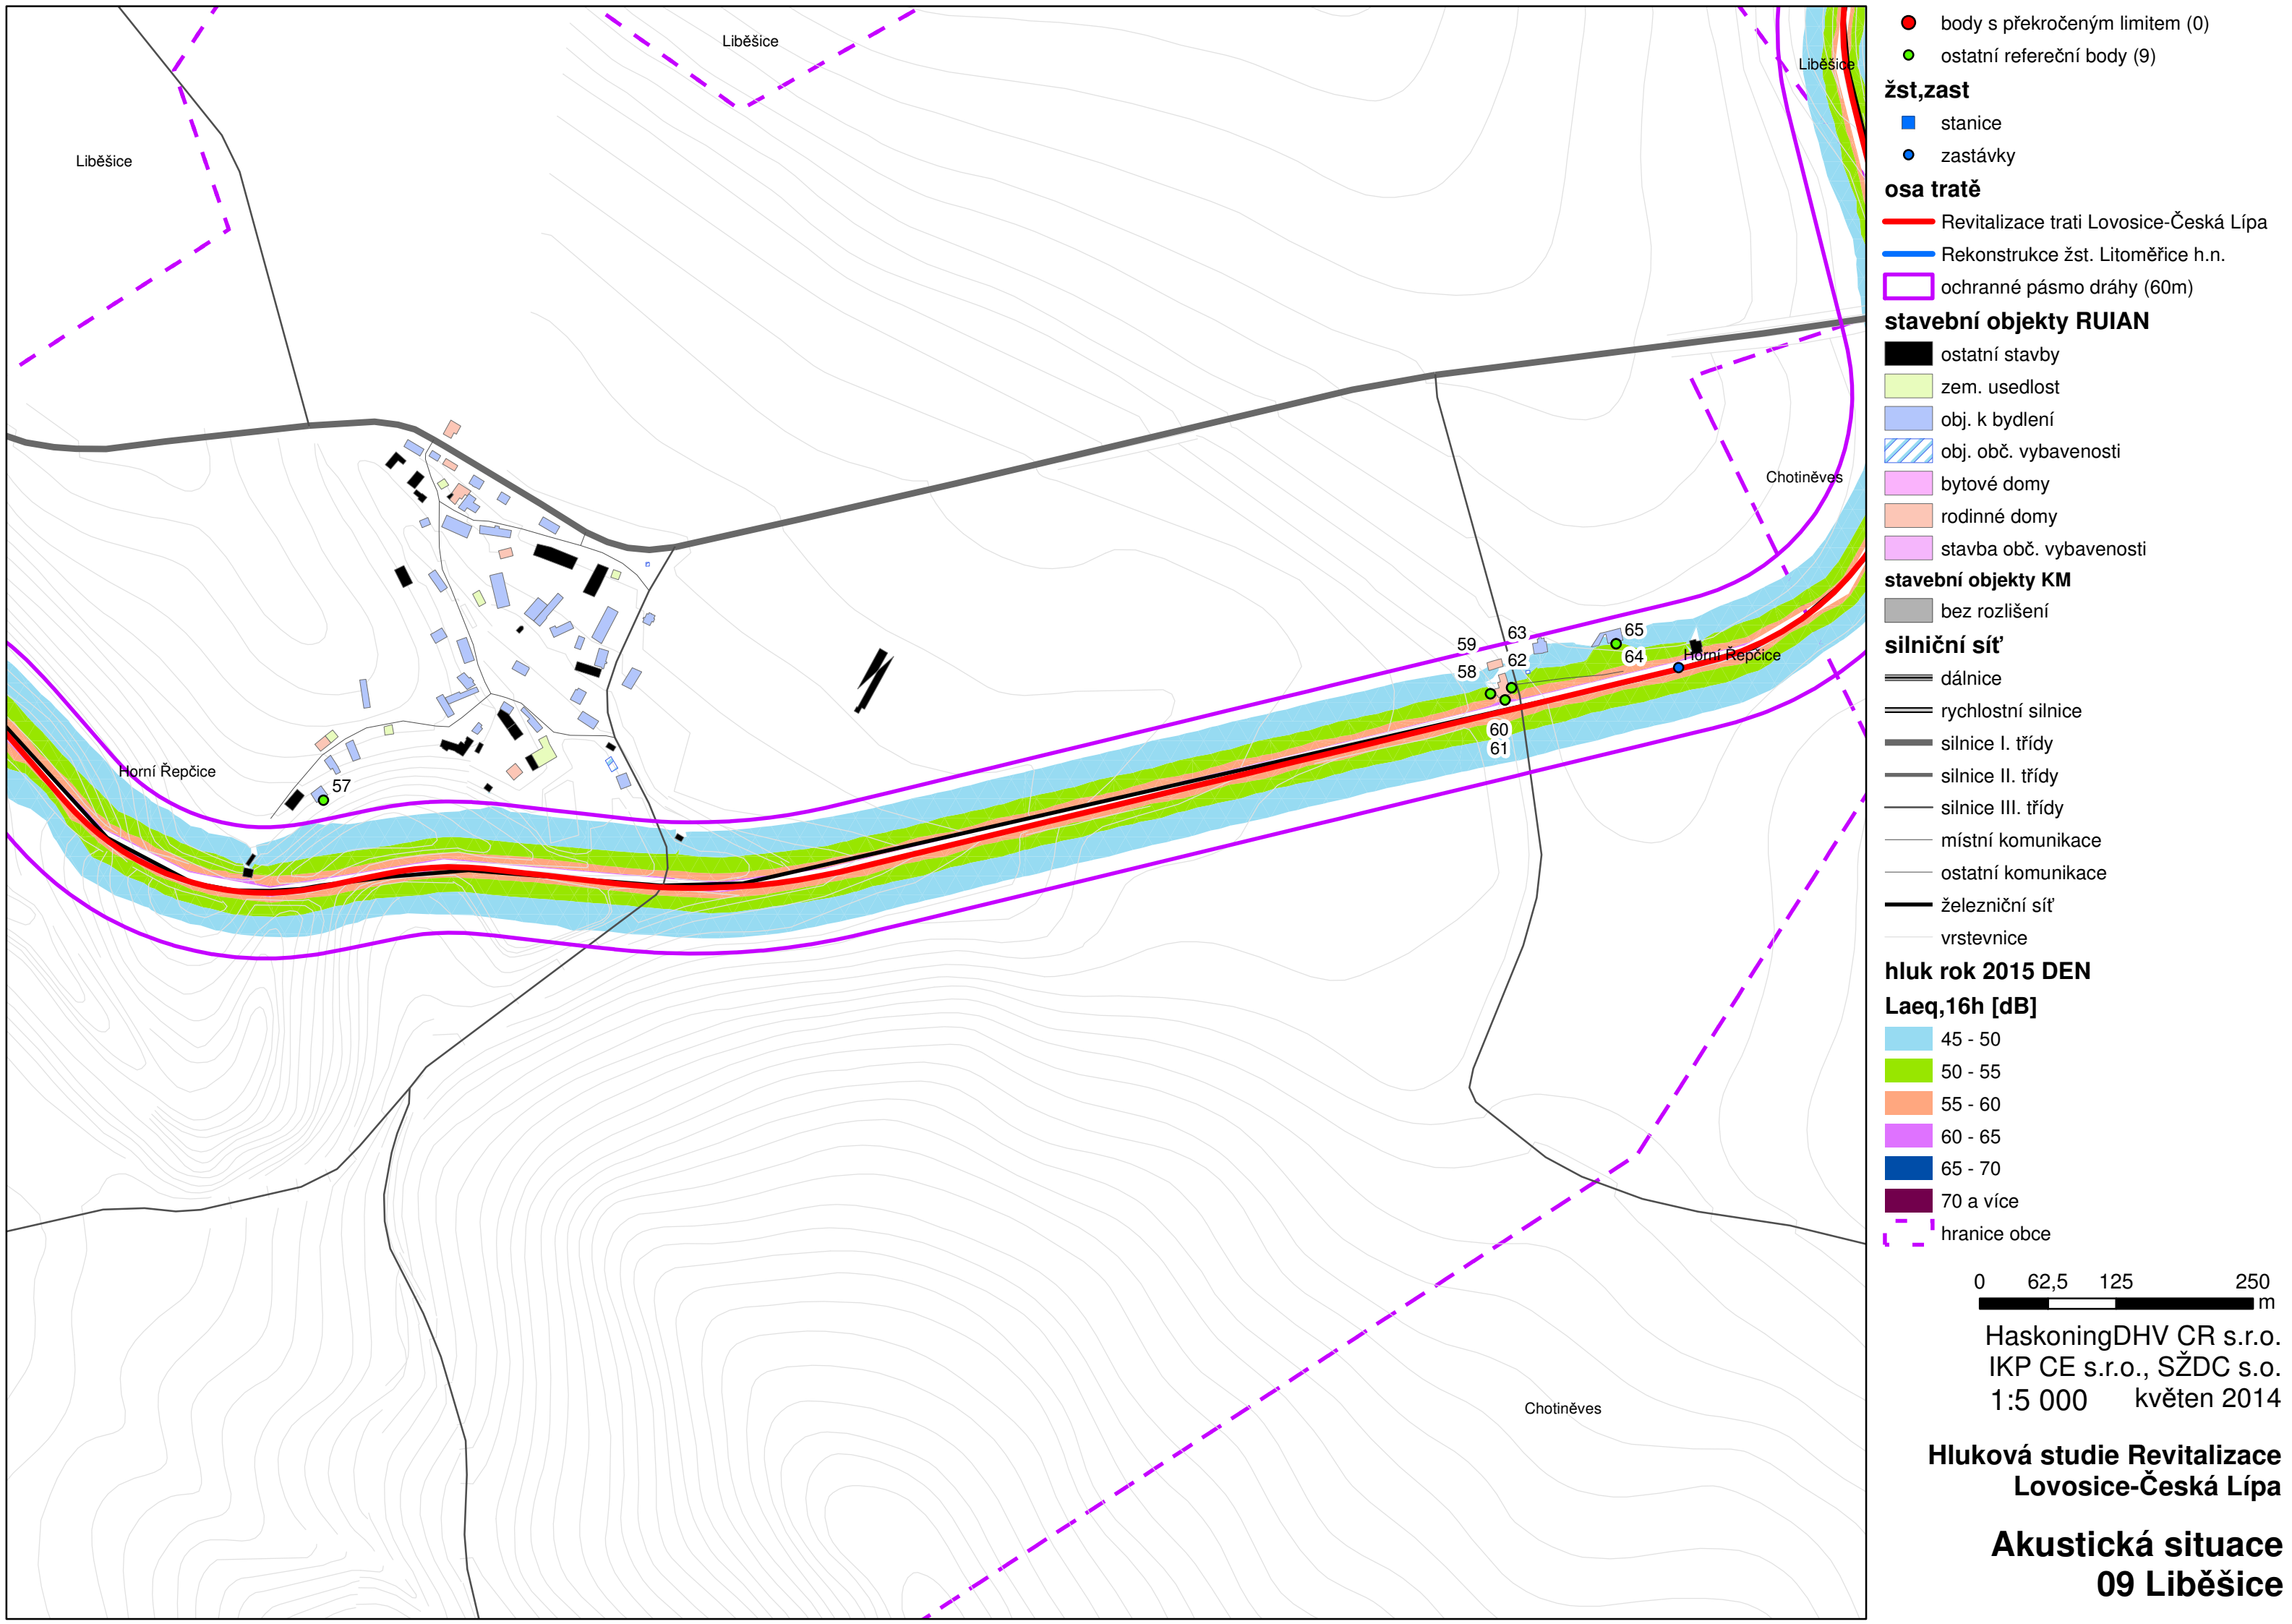 Liběšice
Liběšice
Liběšice
Chotiněves
Horní Řepčice
57
59
58
63
62
60
61
65
64
Horní Řepčice
Chotiněves
body s překročeným limitem (0)
ostatní refereční body (9)
žst,zast
stanice
zastávky
osa tratě
Revitalizace trati Lovosice-Česká Lípa
Rekonstrukce žst. Litoměřice h.n.
ochranné pásmo dráhy (60m)
stavební objekty RUIAN
ostatní stavby
zem. usedlost
obj. k bydlení
obj. obč. vybavenosti
bytové domy
rodinné domy
stavba obč. vybavenosti
stavební objekty KM
bez rozlišení
silniční síť
dálnice
rychlostní silnice
silnice I. třídy
silnice II. třídy
silnice III. třídy
místní komunikace
ostatní komunikace
železniční síť
vrstevnice
hluk rok 2015 DEN
Laeq,16h [dB]
45 - 50
50 - 55
55 - 60
60 - 65
65 - 70
70 a více
hranice obce
0 62,5 125 250
m
HaskoningDHV CR s.r.o.
IKP CE s.r.o., SŽDC s.o.
1:5 000 květen 2014
Hluková studie Revitalizace
Lovosice-Česká Lípa
Akustická situace
09 Liběšice